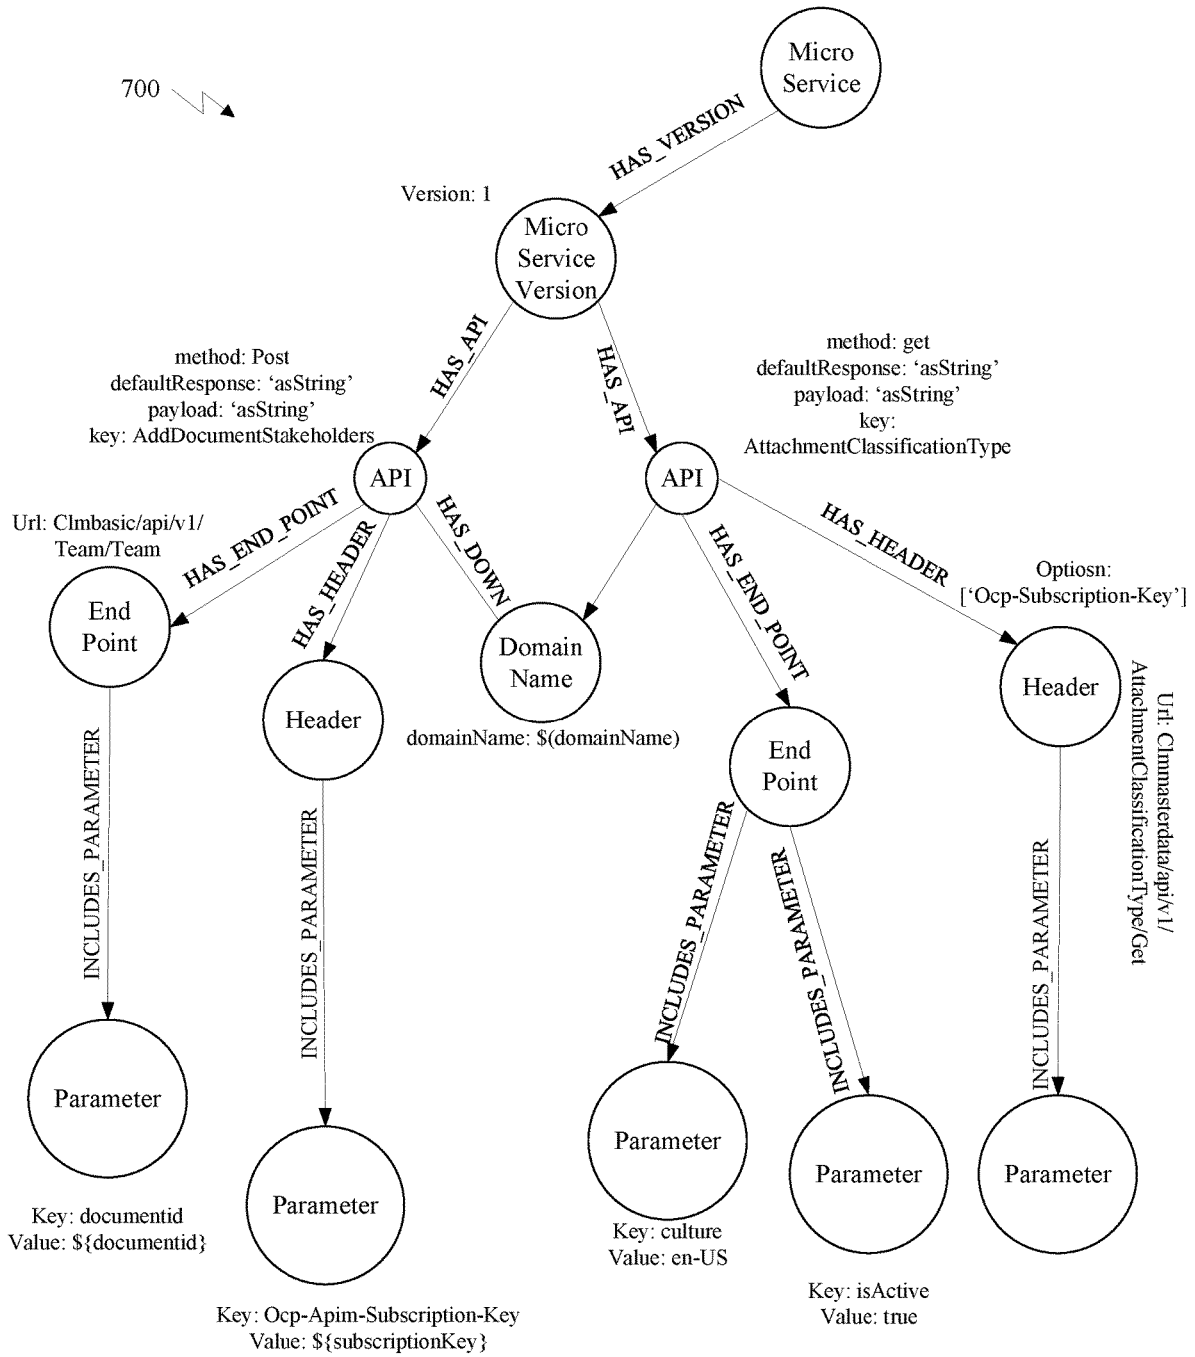 Micro
Service
700
HAS_VERSION
Version: 1
Micro
Service
Version
HAS_API
HAS_API
method: Post
defaultResponse: ‘asString’
payload: ‘asString’
key: AddDocumentStakeholders
method: get
defaultResponse: ‘asString’
payload: ‘asString’
key:
AttachmentClassificationType
API
API
Url: Clmbasic/api/v1/
Team/Team
HAS_END_POINT
HAS_HEADER
HAS_DOWN
HAS_END_POINT
HAS_HEADER
Optiosn:
[‘Ocp-Subscription-Key’]
End
Point
Header
Domain
Name
domainName: $(domainName)
End
Point
Header
Url: Clmmasterdata/api/v1/
AttachmentClassificationType/Get
INCLUDES_PARAMETER
INCLUDES_PARAMETER
INCLUDES_PARAMETER
INCLUDES_PARAMETER
INCLUDES_PARAMETER
Parameter
Parameter
Parameter
Parameter
Parameter
Key: documentid
Value: ${documentid}
Key: Ocp-Apim-Subscription-Key
Value: ${subscriptionKey}
Key: culture
Value: en-US
Key: isActive
Value: true